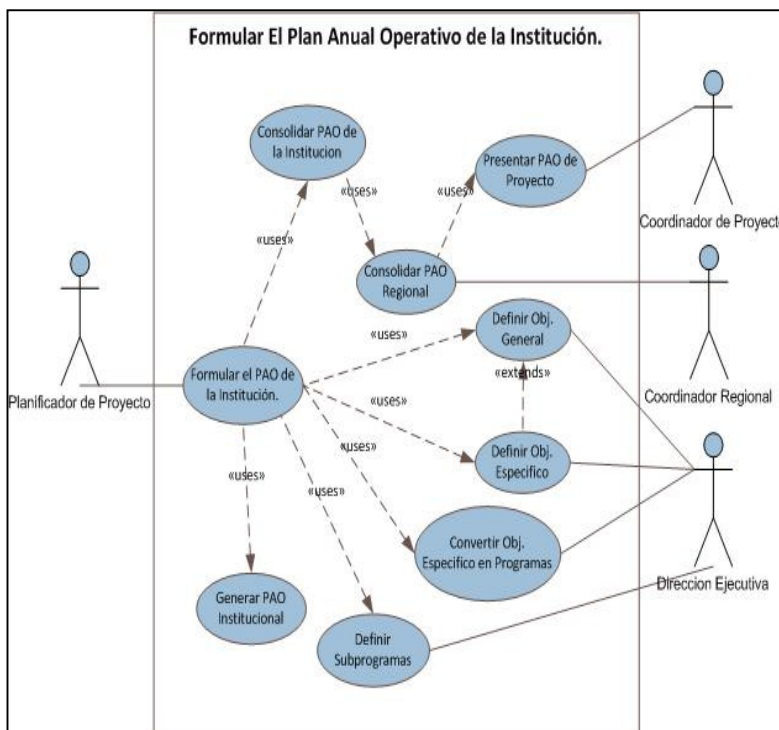 Formular El Plan Anual Operativo de la Institución.
Consolidar PAO de
la Institucion
Presentar PAO de
Proyecto
«uses»
«uses»
«uses»
Coordinador de Proyecto
Consolidar PAO
Regional
Definir Obj.
General
«uses»
«extends»
Formular el PAO de
la Institución.
Planificador de Proyecto
Coordinador Regional
«uses»
Definir Obj.
Especifico
«uses»
«uses»
«uses»
Convertir Obj.
Especifico en Programas
Direccion Ejecutiva
Generar PAO
Institucional
Definir
Subprogramas